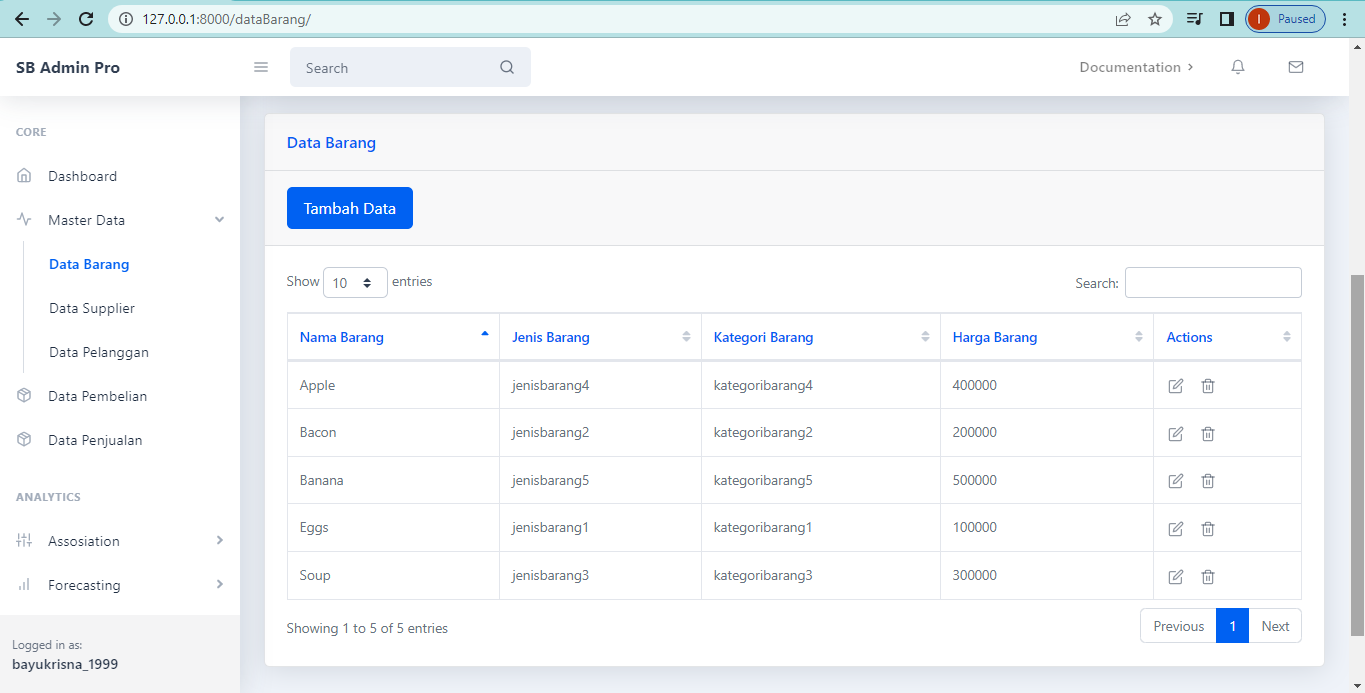 127.0.0.1:8000/dataBarang/
I Paused
SB Admin Pro
Search
Documentation
CORE
Dashboard
Master Data
Data Barang
Data Supplier
Data Pelanggan
Data Pembelian
Data Penjualan
ANALYTICS
Assosiation
Forecasting
Logged in as:
bayukrisna_1999
Data Barang
Tambah Data
Show 10 entries
Search:
Nama Barang Jenis Barang Kategori Barang Harga Barang Actions
Apple jenisbarang4 kategoribarang4 400000
Bacon jenisbarang2 kategoribarang2 200000
Banana jenisbarang5 kategoribarang5 500000
Eggs jenisbarang1 kategoribarang1 100000
Soup jenisbarang3 kategoribarang3 300000
Showing 1 to 5 of 5 entries
Previous 1 Next